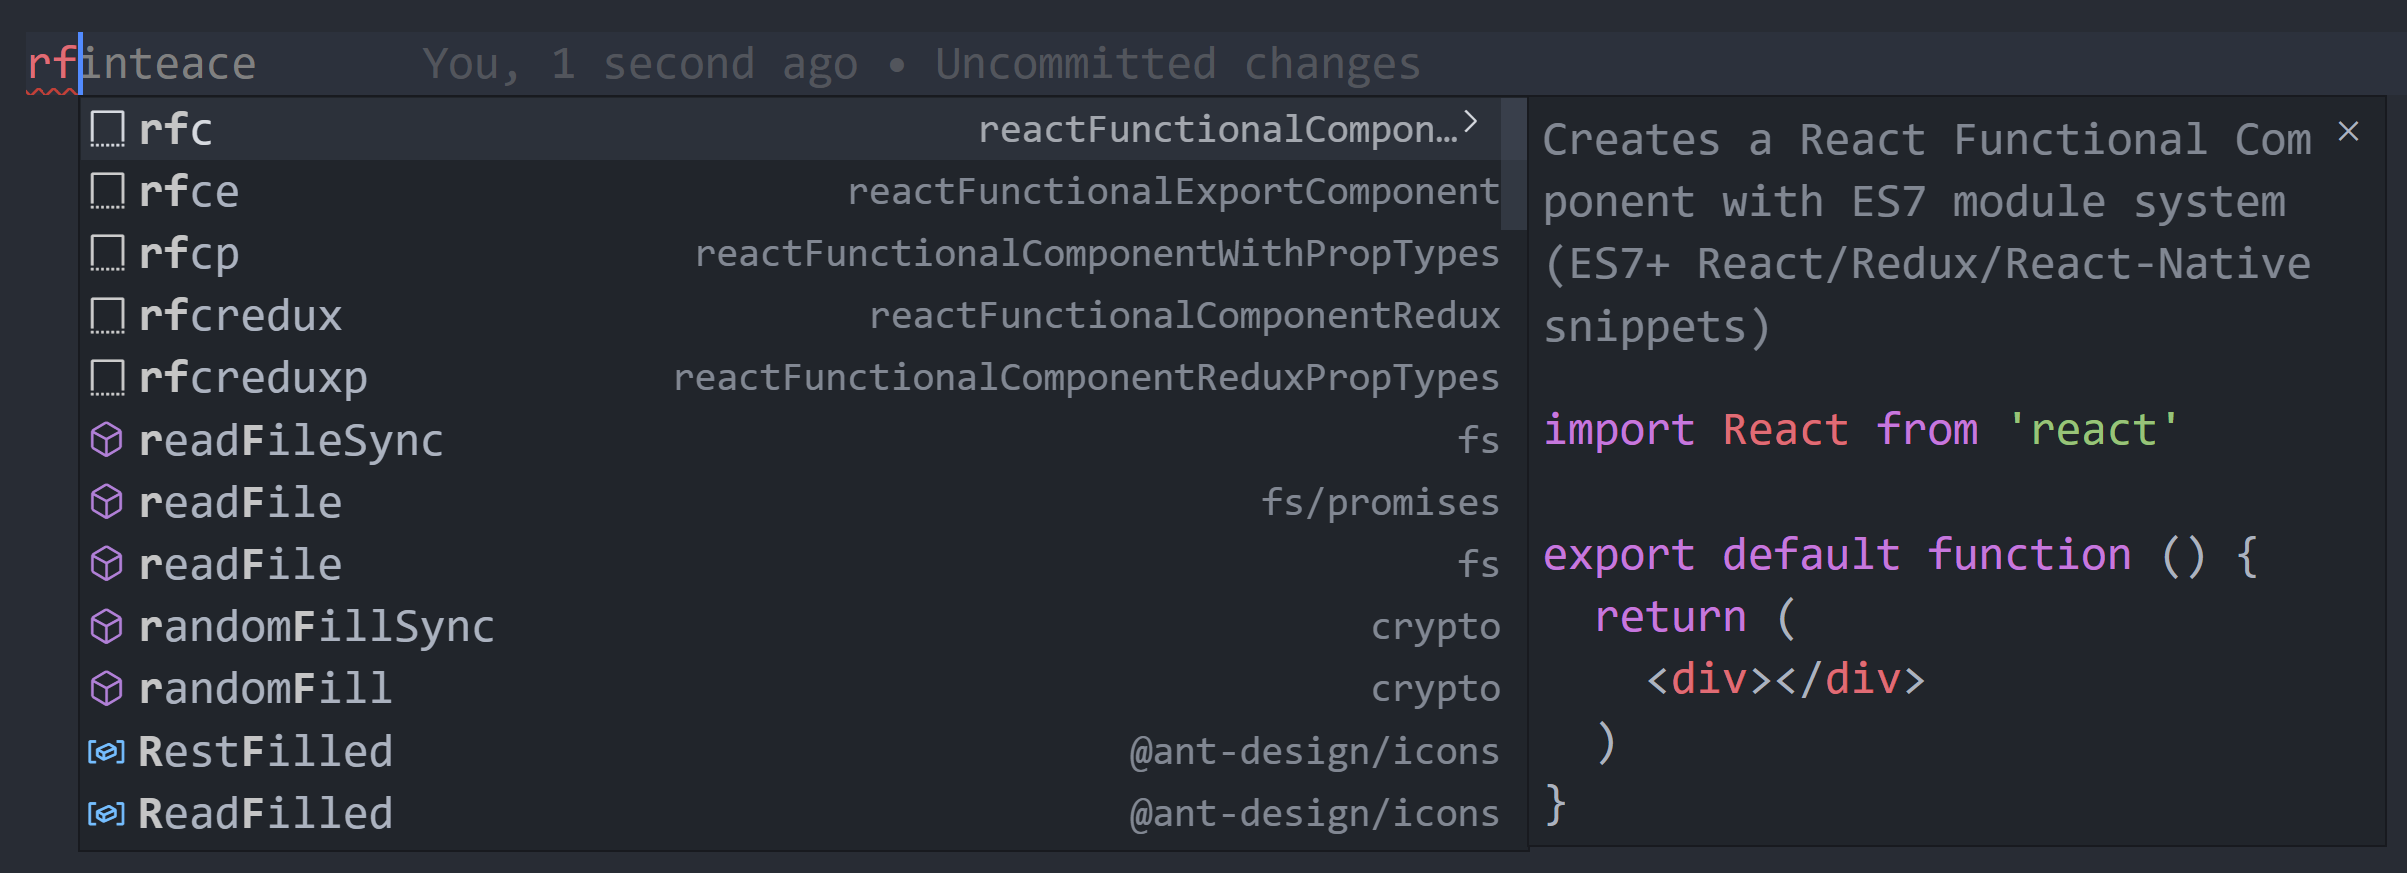 rfinteace You, 1 second ago • Uncommitted changes
rfc reactFunctionalCompon…
rfce reactFunctionalExportComponent
rfcp reactFunctionalComponentWithPropTypes
rfcredux reactFunctionalComponentRedux
rfcreduxp reactFunctionalComponentReduxPropTypes
readFileSync fs
readFile fs/promises
readFile fs
randomFillSync crypto
randomFill crypto
RestFilled @ant-design/icons
ReadFilled @ant-design/icons
Creates a React Functional Com
ponent with ES7 module system
(ES7+ React/Redux/React-Native
snippets)
import React from 'react'
export default function () {
  return (
    <div></div>
  )
}